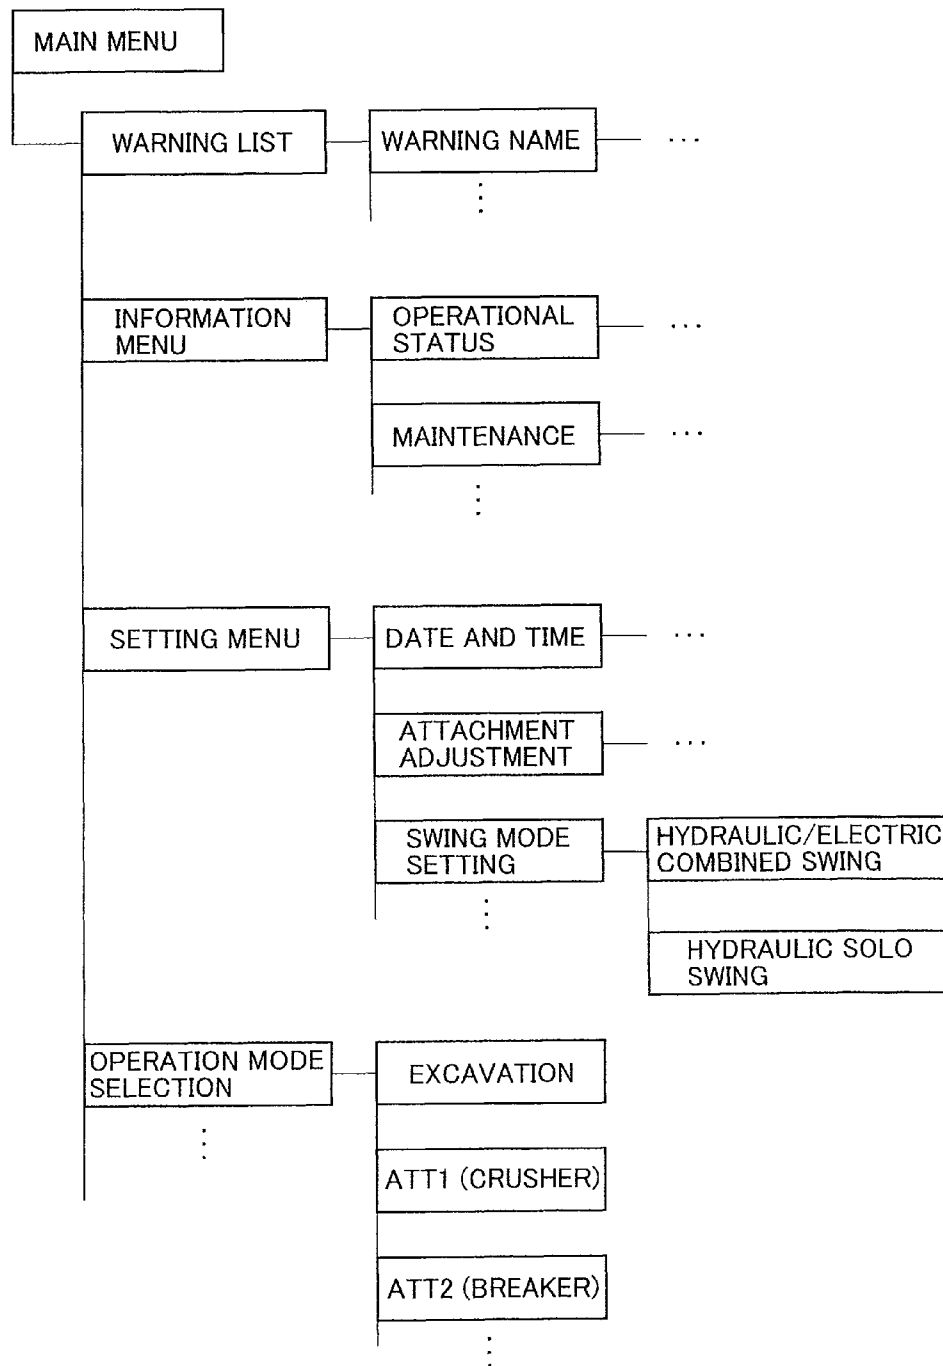 MAIN MENU
WARNING LIST
WARNING NAME
...
⋮
INFORMATION
MENU
OPERATIONAL
STATUS
...
MAINTENANCE
...
⋮
SETTING MENU
DATE AND TIME
...
ATTACHMENT
ADJUSTMENT
...
SWING MODE
SETTING
HYDRAULIC/ELECTRIC
COMBINED SWING
⋮
HYDRAULIC SOLO
SWING
OPERATION MODE
SELECTION
⋮
EXCAVATION
ATT1 (CRUSHER)
ATT2 (BREAKER)
⋮